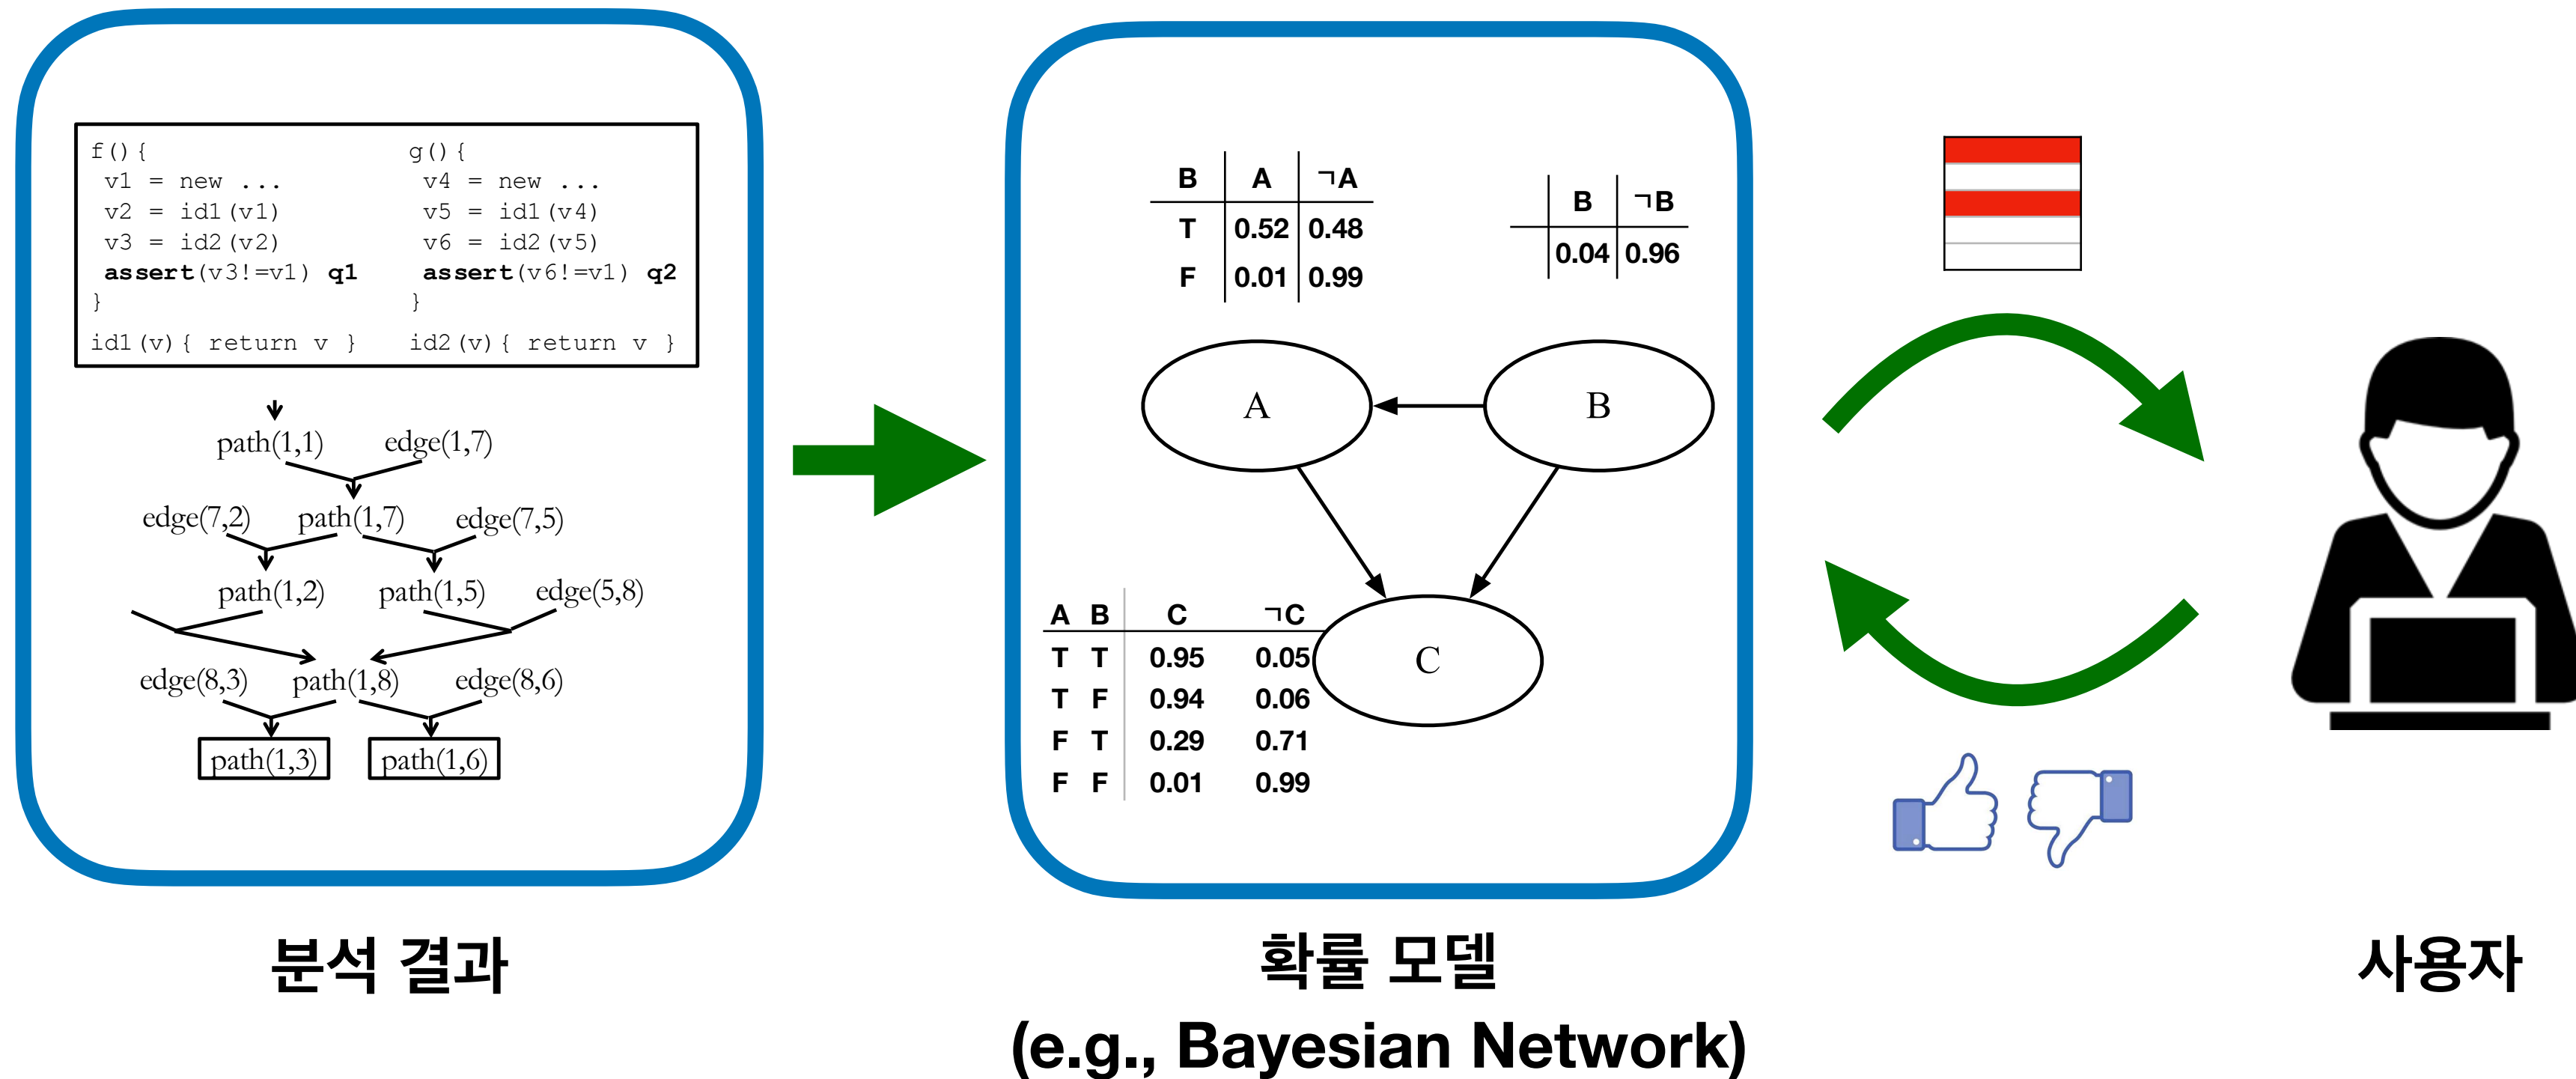 f(){
v1 = new ...
v2 = id1(v1)
v3 = id2(v2)
assert(v3!=v1) q1
}
id1(v){ return v }
g(){
v4 = new ...
v5 = id1(v4)
v6 = id2(v5)
assert(v6!=v1) q2
}
id2(v){ return v }
path(1,1) edge(1,7)
edge(7,2) path(1,7) edge(7,5)
path(1,2) path(1,5) edge(5,8)
edge(8,3) path(1,8) edge(8,6)
path(1,3) path(1,6)
분석 결과
B A ¬A
T 0.52 0.48
F 0.01 0.99
B ¬B
0.04 0.96
A B
A B C ¬C
T T 0.95 0.05
T F 0.94 0.06
F T 0.29 0.71
F F 0.01 0.99
C
확률 모델
(e.g., Bayesian Network)
사용자